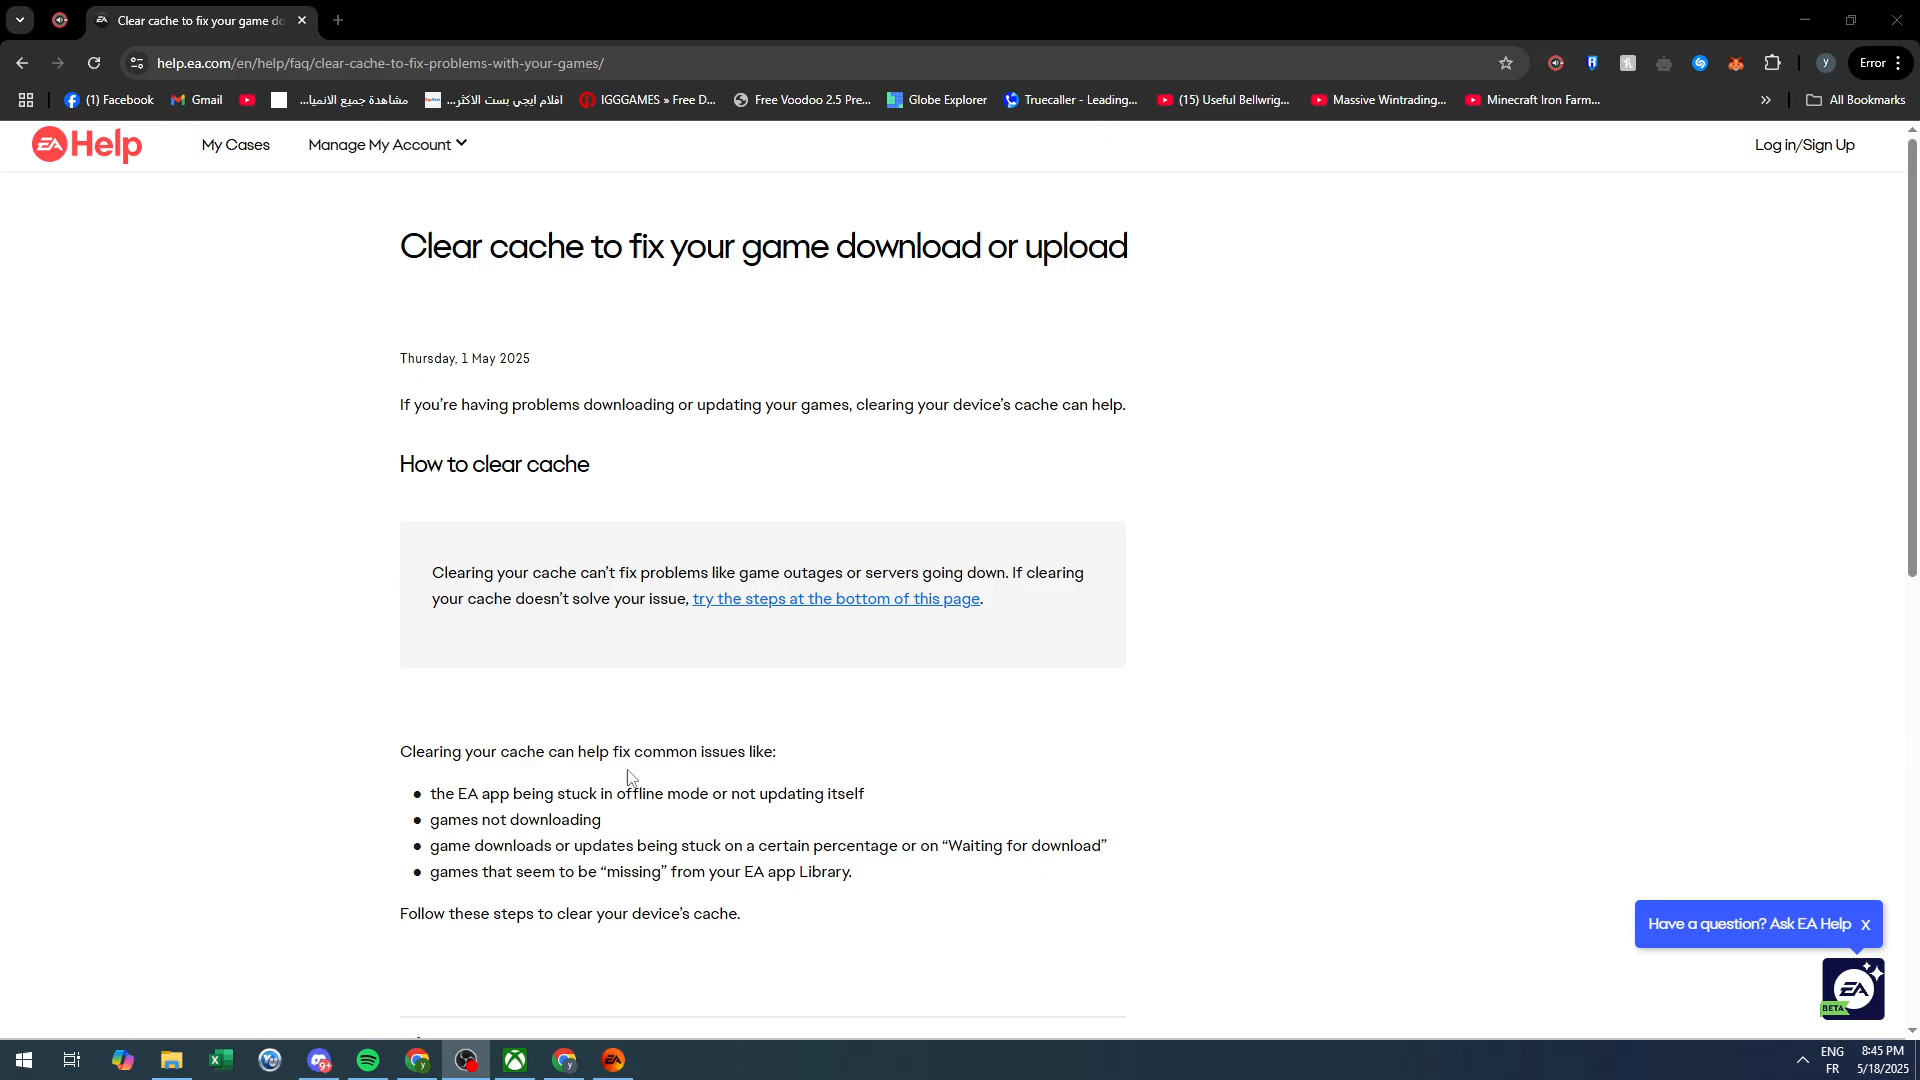 Clear cache to fix your game do
help.ea.com/en/help/faq/clear-cache-to-fix-problems-with-your-games/
y
Error
(1) Facebook
Gmail
مشاهدة جميع الانميا...
افلام ايجي بست الاكثر...
IGGGAMES » Free D...
Free Voodoo 2.5 Pre...
Globe Explorer
Truecaller - Leading...
(15) Useful Bellwrig...
Massive Wintrading...
Minecraft Iron Farm...
All Bookmarks
EA Help
My Cases
Manage My Account
Log in/Sign Up
Clear cache to fix your game download or upload
Thursday, 1 May 2025
If you’re having problems downloading or updating your games, clearing your device’s cache can help.
How to clear cache
Clearing your cache can’t fix problems like game outages or servers going down. If clearing
your cache doesn’t solve your issue, try the steps at the bottom of this page.
Clearing your cache can help fix common issues like:
the EA app being stuck in offline mode or not updating itself
games not downloading
game downloads or updates being stuck on a certain percentage or on “Waiting for download”
games that seem to be “missing” from your EA app Library.
Follow these steps to clear your device’s cache.
Have a question? Ask EA Help x
EA
BETA
9+
EA
ENG
FR
8:45 PM
5/18/2025